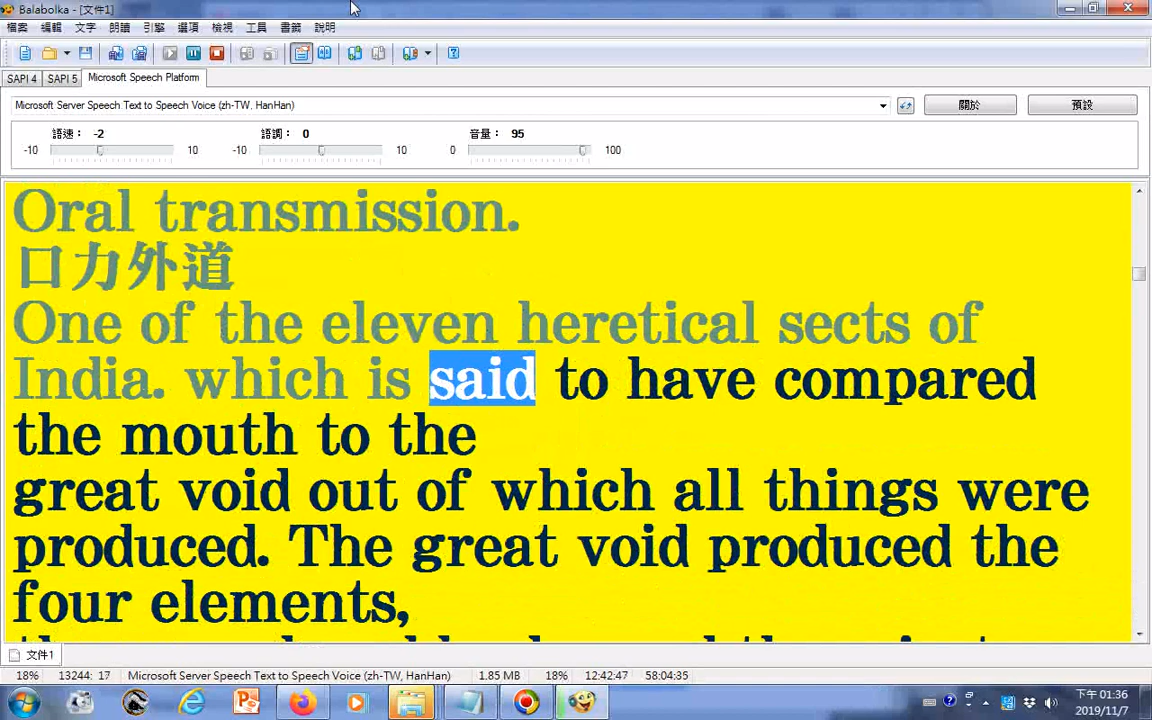 Balabolka - [文件1]
檔案 編輯 文字 朗讀 引擎 選項 檢視 工具 書籤 說明
SAPI 4 SAPI 5 Microsoft Speech Platform
Microsoft Server Speech Text to Speech Voice (zh-TW, HanHan) 關於 預設
語速： -2 語調： 0 音量： 95
-10 10 -10 10 0 100
Oral transmission.
口力外道
One of the eleven heretical sects of
India. which is said to have compared
the mouth to the
great void out of which all things were
produced. The great void produced the
four elements,
文件1
18% 13244: 17 Microsoft Server Speech Text to Speech Voice (zh-TW, HanHan) 1.85 MB 18% 12:42:47 58:04:35
下午 01:36
2019/11/7